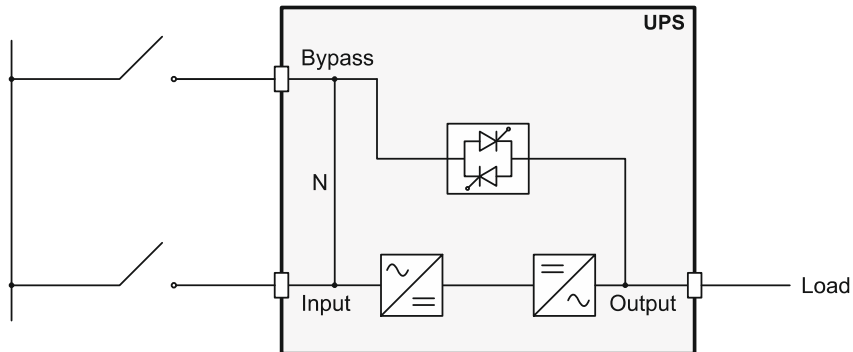 UPS
Bypass
N
Input
Output
Load